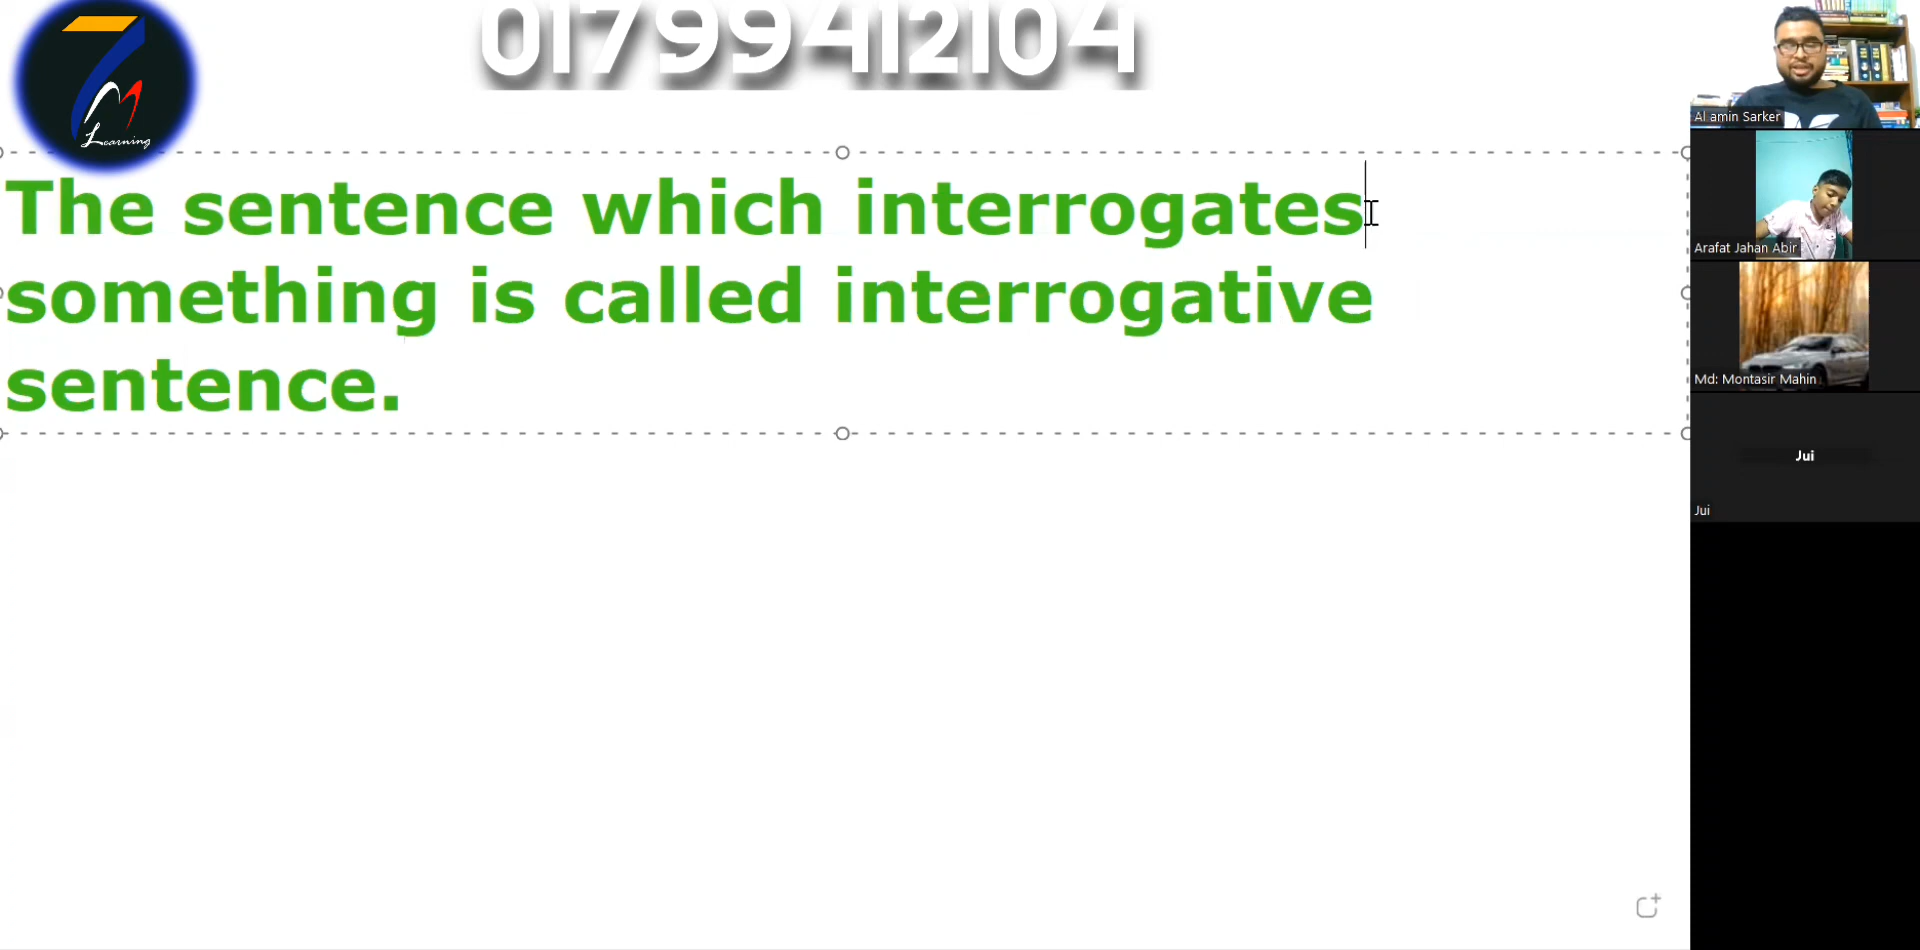 01799412104
Learning
The sentence which interrogates
something is called interrogative
sentence.
Al amin Sarker
Arafat Jahan Abir
Md: Montasir Mahin
Jui
Jui